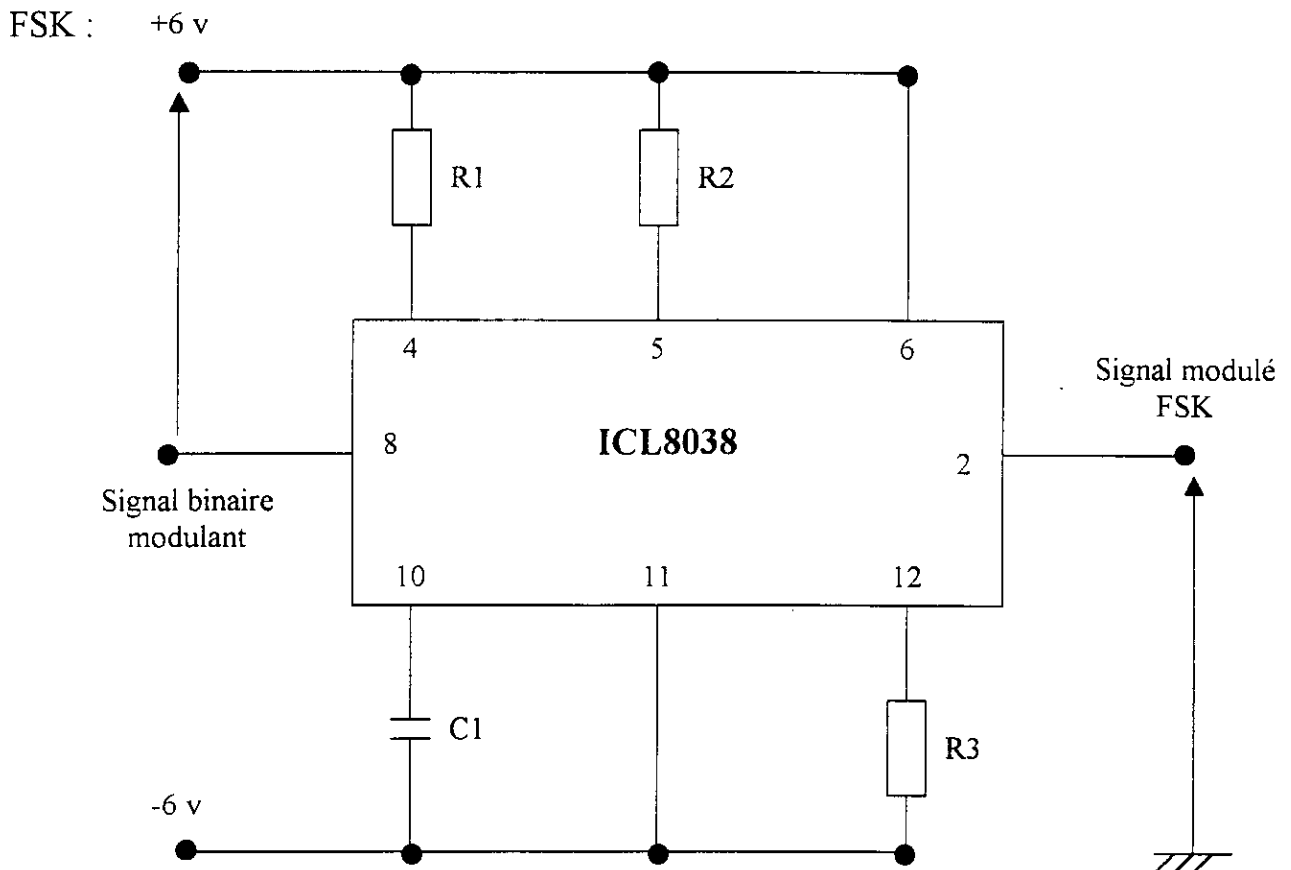 FSK : +6 v
R1
R2
4
5
6
Signal modulé
FSK
8
ICL8038
2
Signal binaire
modulant
10
11
12
C1
R3
-6 v